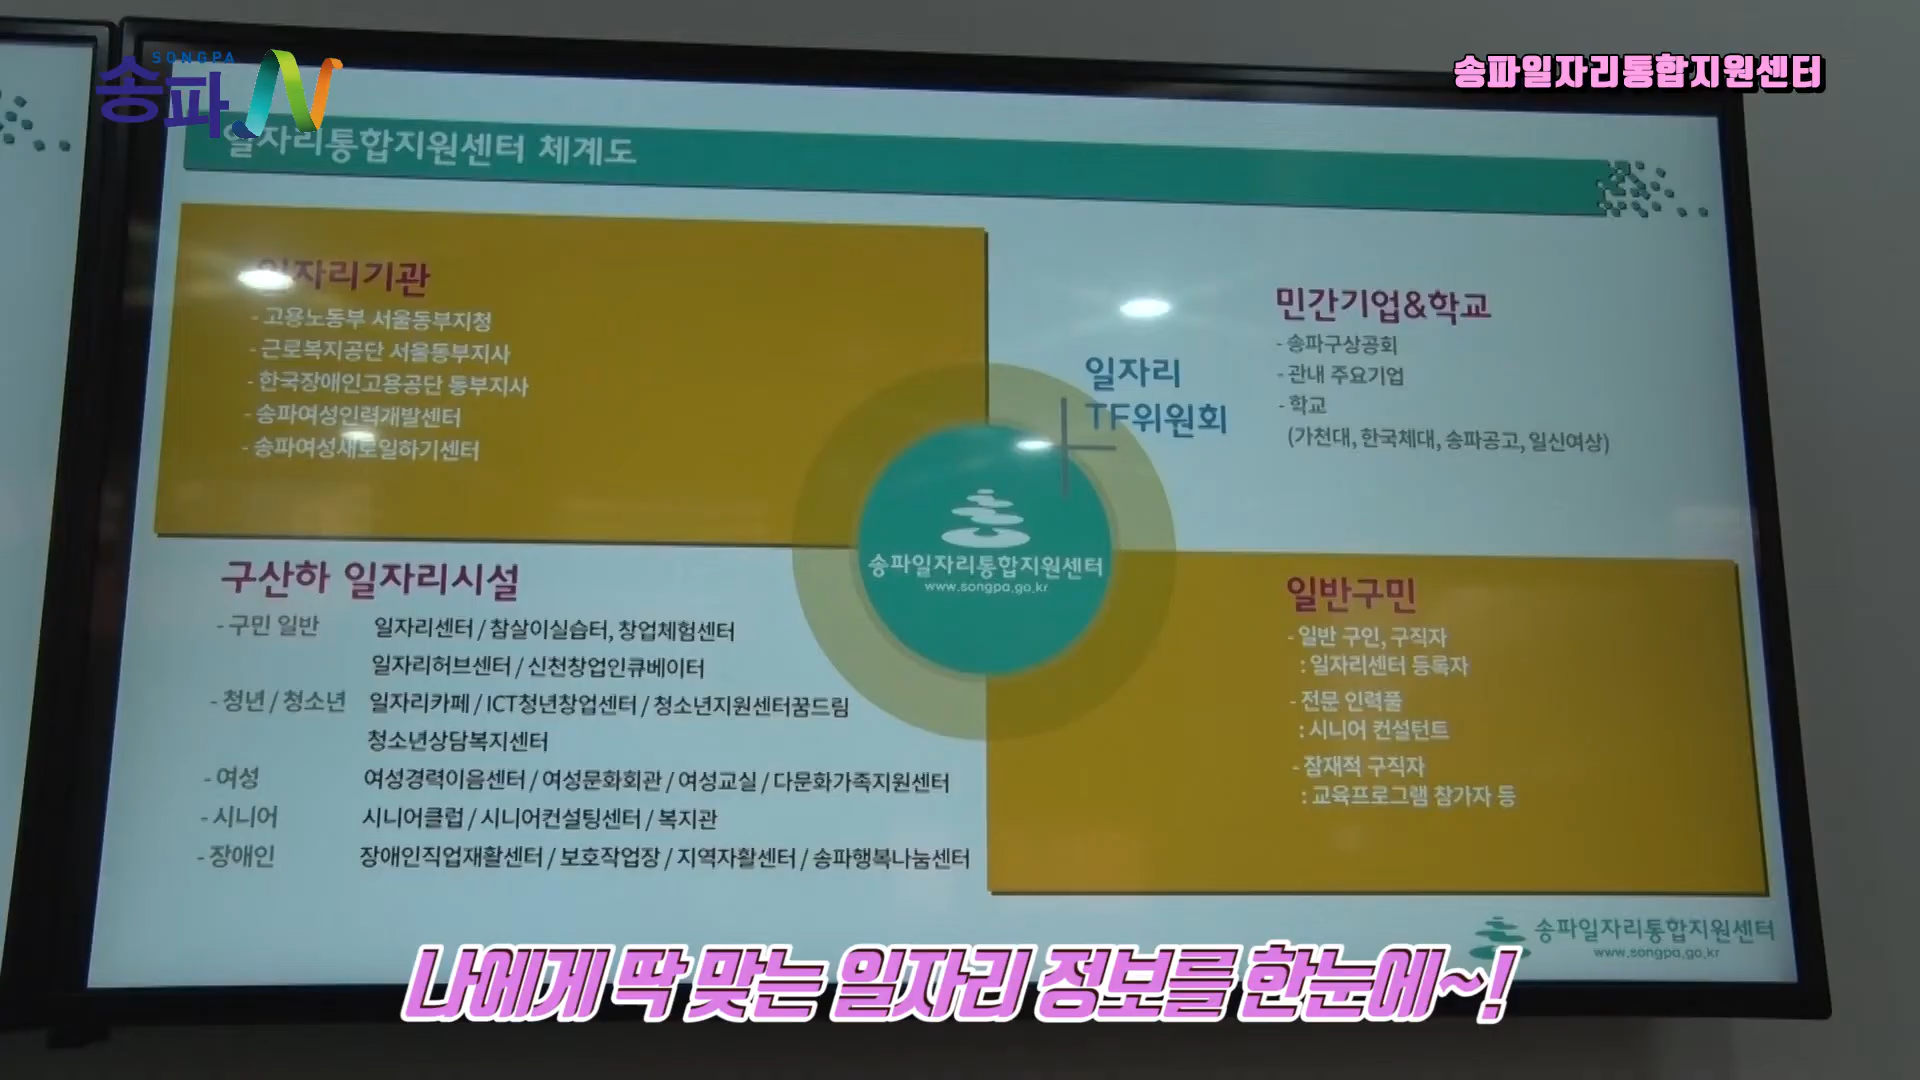 SONGPA
송파N
송파일자리통합지원센터
일자리통합지원센터 체계도
일자리기관
- 고용노동부 서울동부지청
- 근로복지공단 서울동부지사
- 한국장애인고용공단 동부지사
- 송파여성인력개발센터
- 송파여성새로일하기센터
일자리
TF위원회
민간기업&학교
- 송파구상공회
- 관내 주요기업
- 학교
(가천대, 한국체대, 송파공고, 일신여상)
송파일자리통합지원센터
www.songpa.go.kr
구산하 일자리시설
- 구민 일반 일자리센터 / 참살이실습터, 창업체험센터
일자리허브센터 / 신천창업인큐베이터
- 청년 / 청소년 일자리카페 / ICT청년창업센터 / 청소년지원센터꿈드림
청소년상담복지센터
- 여성 여성경력이음센터 / 여성문화회관 / 여성교실 / 다문화가족지원센터
- 시니어 시니어클럽 / 시니어컨설팅센터 / 복지관
- 장애인 장애인직업재활센터 / 보호작업장 / 지역자활센터 / 송파행복나눔센터
일반구민
- 일반 구인, 구직자
: 일자리센터 등록자
- 전문 인력풀
: 시니어 컨설턴트
- 잠재적 구직자
: 교육프로그램 참가자 등
송파일자리통합지원센터
www.songpa.go.kr
나에게 딱 맞는 일자리 정보를 한눈에~!